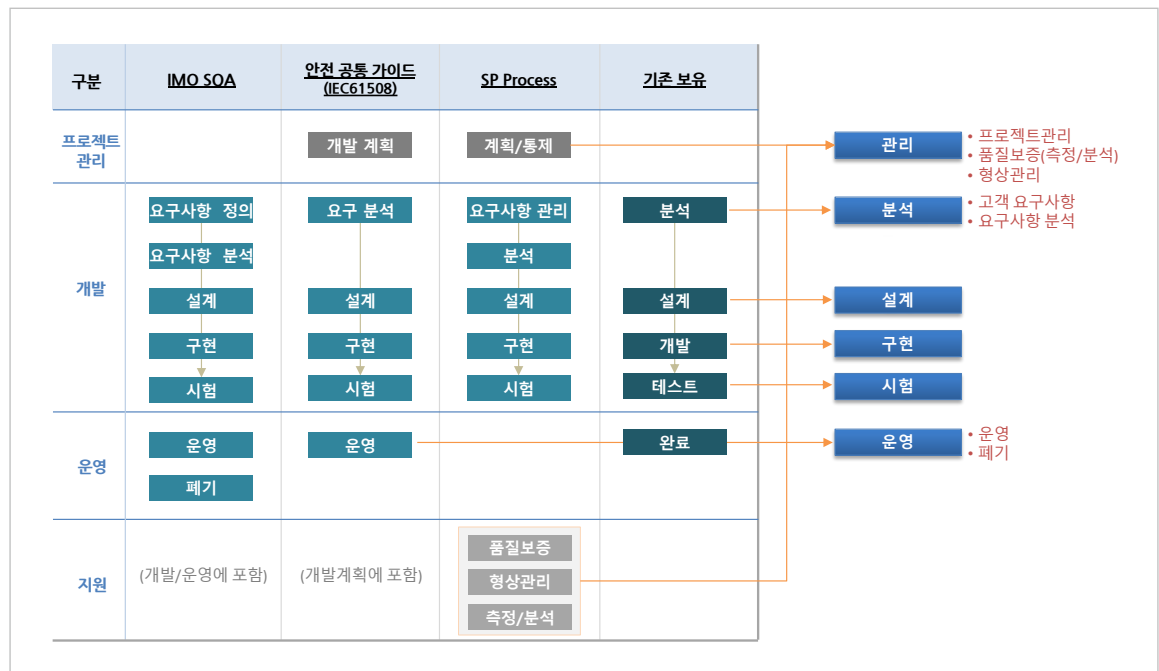 구분
IMO SQA
안전 공통 가이드
(IEC61508)
SP Process
기존 보유
프로젝트
관리
개발 계획
계획/통제
관리
• 프로젝트관리
• 품질보증(측정/분석)
• 형상관리
개발
요구사항 정의
요구 분석
요구사항 관리
분석
분석
• 고객 요구사항
• 요구사항 분석
요구사항 분석
분석
설계
설계
설계
설계
설계
구현
구현
구현
개발
구현
시험
시험
시험
테스트
시험
운영
운영
운영
완료
운영
• 운영
• 폐기
폐기
지원
(개발/운영에 포함)
(개발계획에 포함)
품질보증
형상관리
측정/분석